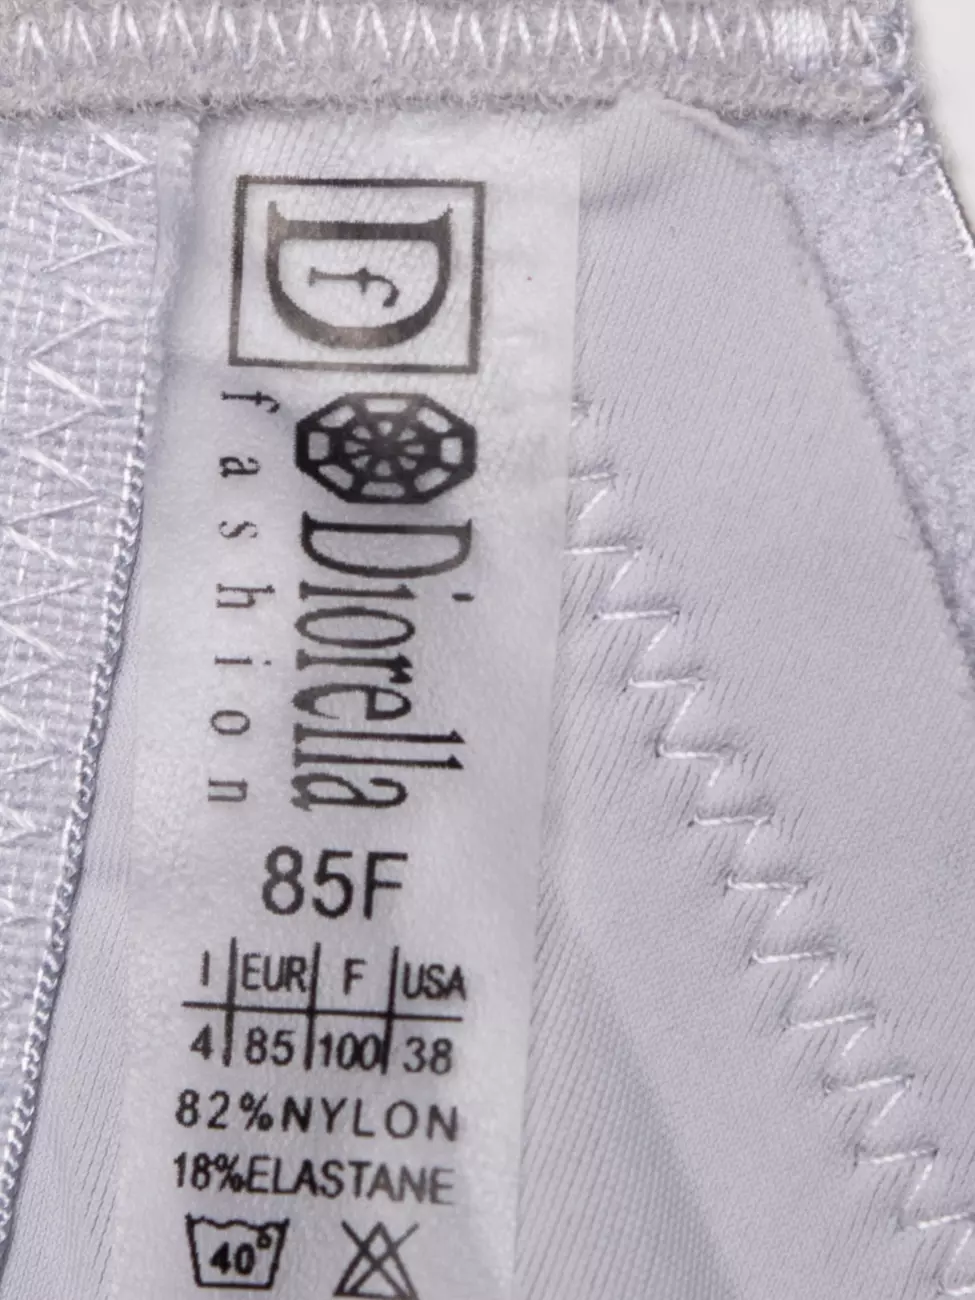 Df
Diorella
fashion
85F
I EUR F USA
4 85 100 38
82%NYLON
18%ELASTANE
40°